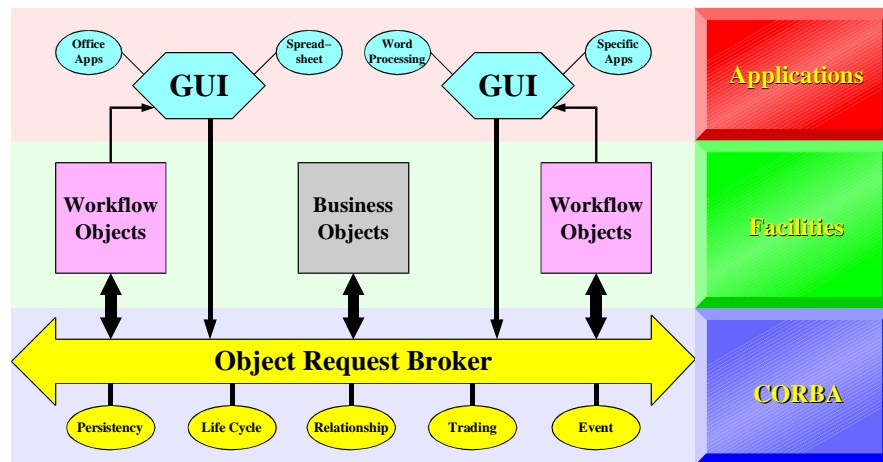 Office
Apps
Spread–
sheet
Word
Processing
Specific
Apps
GUI
GUI
Applications
Workflow
Objects
Business
Objects
Workflow
Objects
Facilities
Object Request Broker
CORBA
Persistency
Life Cycle
Relationship
Trading
Event